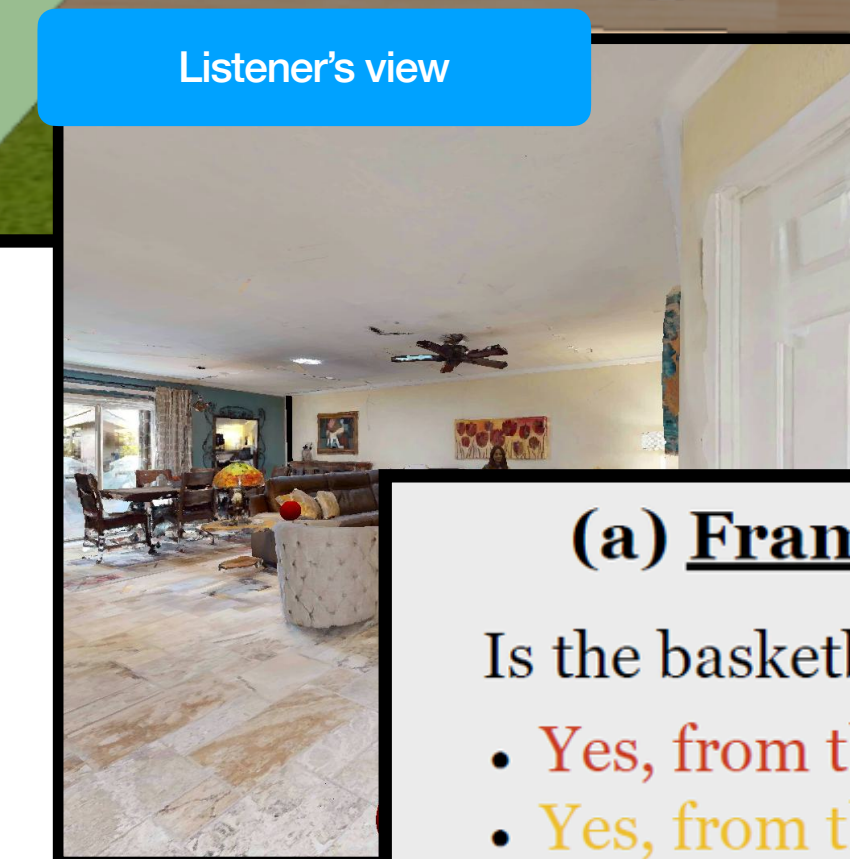 Listener's view
(a)
Is the
• Yes, from
• Yes, from